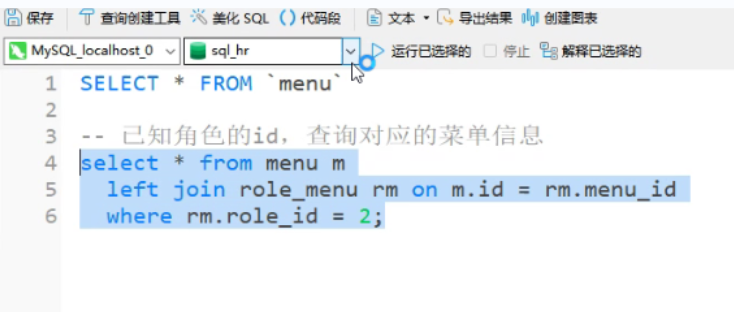 保存 查询创建工具 美化 SQL () 代码段 文本 导出结果 创建图表
MySQL_localhost_0 sql_hr 运行已选择的 停止 解释已选择的
1 SELECT * FROM `menu`
2
3 -- 已知角色的id，查询对应的菜单信息
4 select * from menu m
5 left join role_menu rm on m.id = rm.menu_id
6 where rm.role_id = 2;